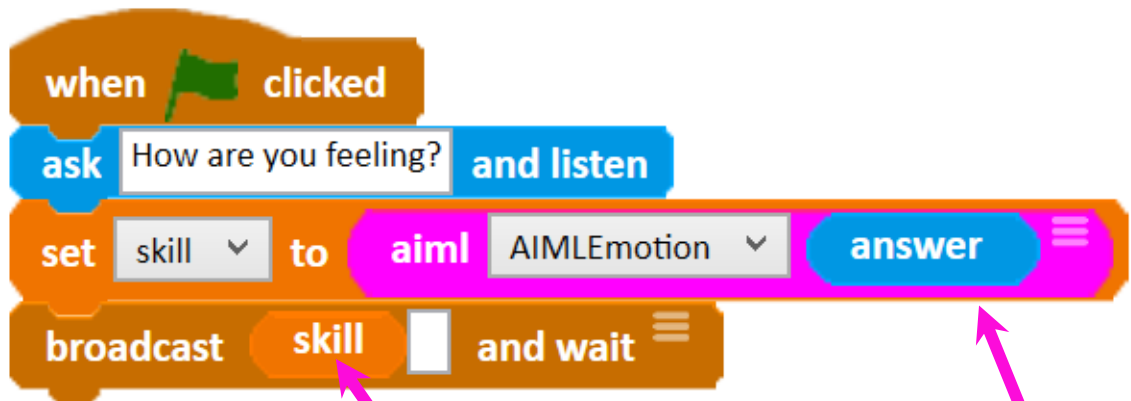 when clicked
ask How are you feeling? and listen
set skill to aiml AIMLEmotion answer
broadcast skill and wait